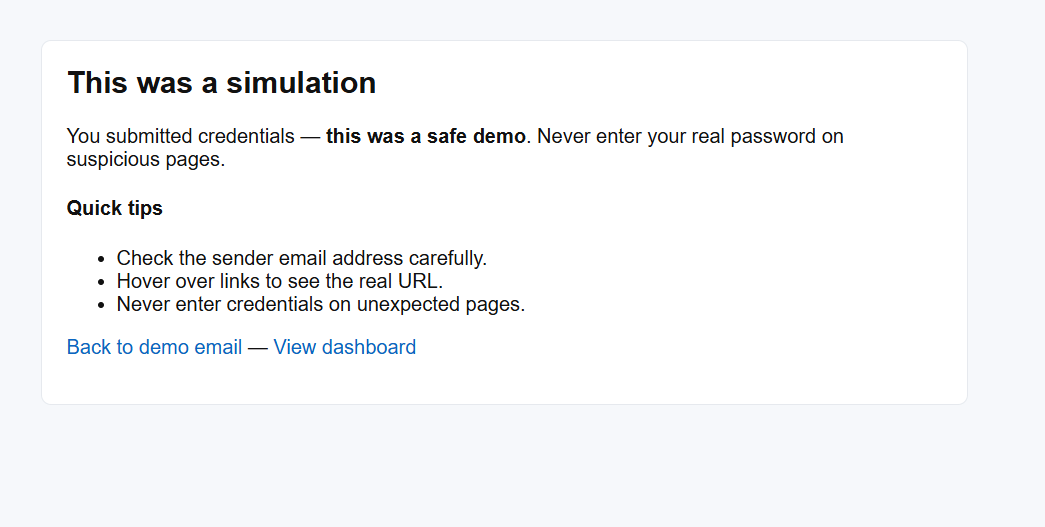 This was a simulation
You submitted credentials — this was a safe demo. Never enter your real password on
suspicious pages.
Quick tips
• Check the sender email address carefully.
• Hover over links to see the real URL.
• Never enter credentials on unexpected pages.
Back to demo email — View dashboard